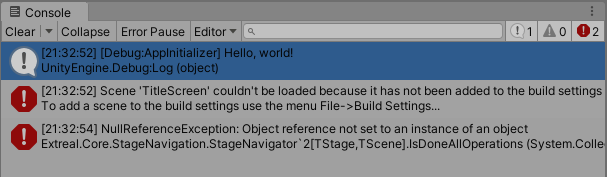 Console
Clear Collapse Error Pause Editor 1 0 2
[21:32:52] [Debug:AppInitializer] Hello, world!
UnityEngine.Debug:Log (object)
[21:32:52] Scene 'TitleScreen' couldn't be loaded because it has not been added to the build settings
To add a scene to the build settings use the menu File->Build Settings...
[21:32:54] NullReferenceException: Object reference not set to an instance of an object
Extreal.Core.StageNavigation.StageNavigator`2[TStage,TScene].IsDoneAllOperations (System.Colle